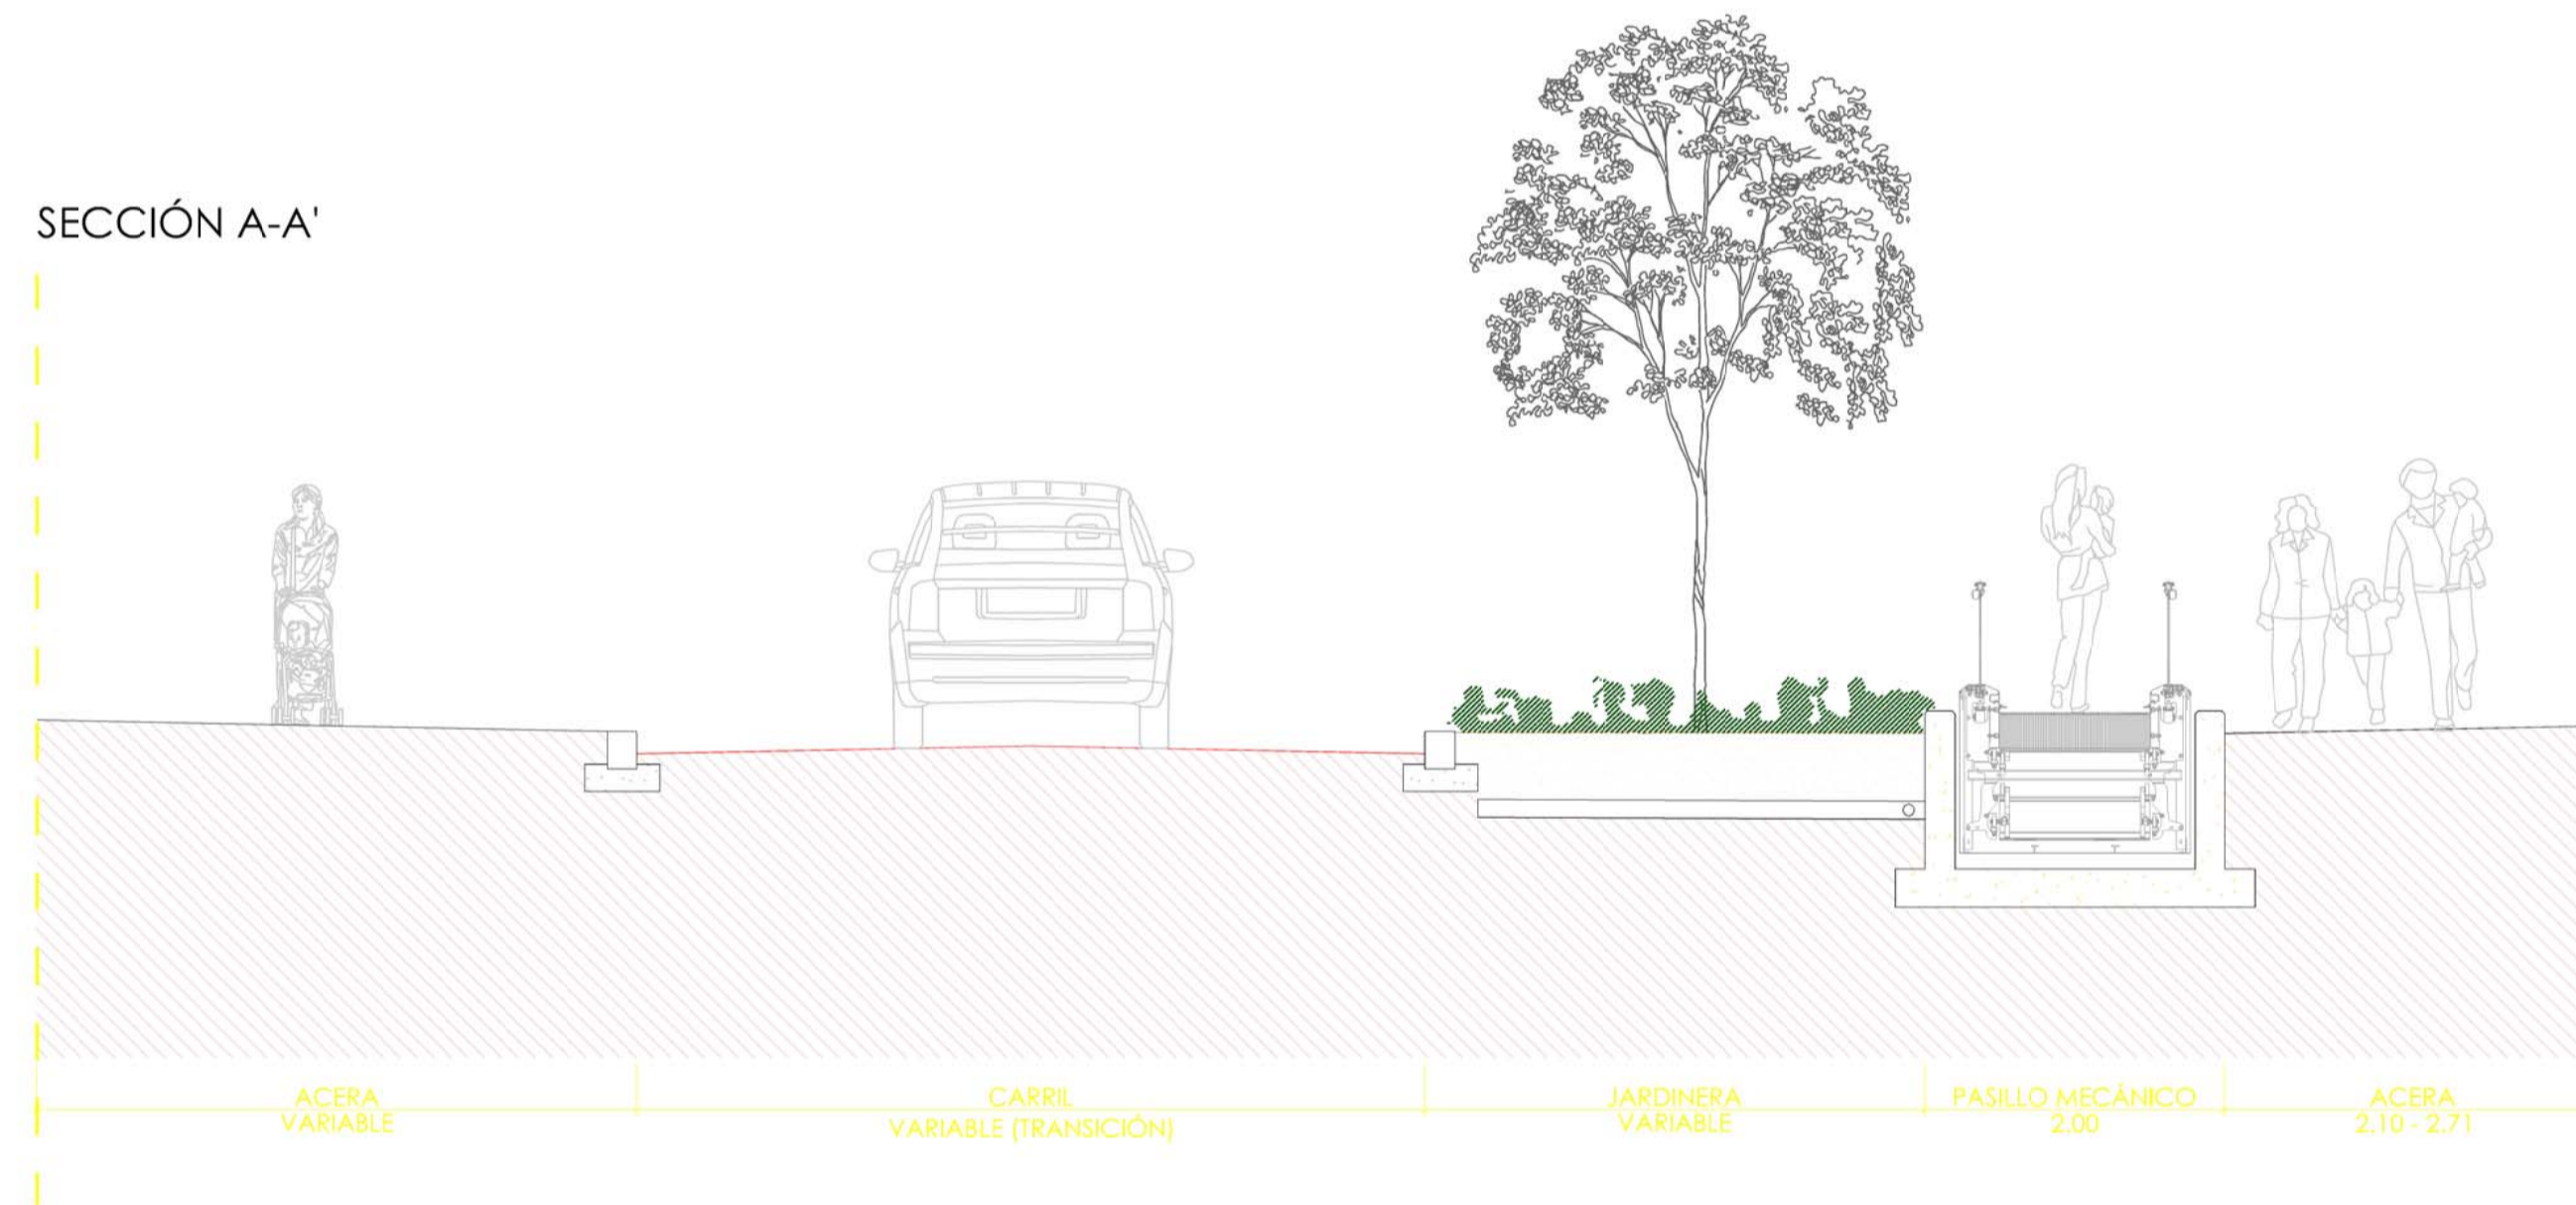 SECCIÓN A-A'
ACERA
VARIABLE
CARRIL
VARIABLE (TRANSICIÓN)
JARDINERA
VARIABLE
PASILLO MECÁNICO
2.00
ACERA
2.10 - 2.71